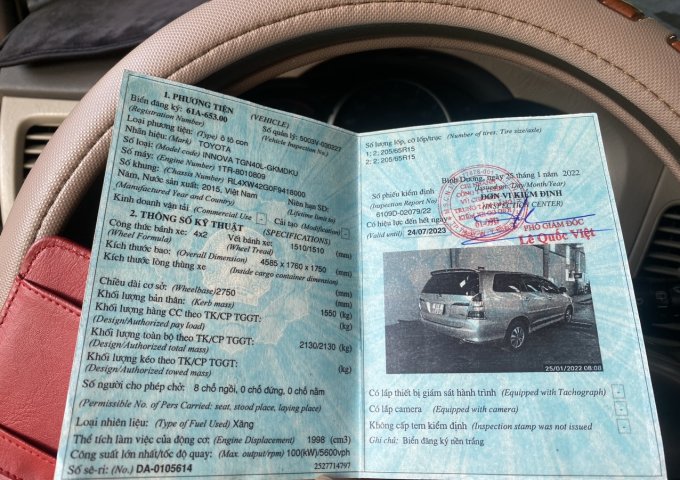 1. PHƯƠNG TIỆN (VEHICLE)
Biển đăng ký: 61A-653.00 Số quản lý: 5003V-030227
(Registration Number) (Vehicle Inspection No.)
Loại phương tiện: (Type) ô tô con
Nhãn hiệu: (Mark) TOYOTA
Số loại: (Model code) INNOVA TGN40L-GKMDKU
Số máy: (Engine Number) 1TR-8010809
Số khung: (Chassis Number) RL4XW42G0F9418000
Năm, Nước sản xuất: 2015, Việt Nam Niên hạn SD:
(Manufactured Year and Country) (Lifetime limit to)
Kinh doanh vận tải (Commercial Use) - Cải tạo (Modification) -
2. THÔNG SỐ KỸ THUẬT (SPECIFICATIONS)
Công thức bánh xe: 4x2 Vết bánh xe: 1510/1510 (mm)
(Wheel Formula) (Wheel Tread)
Kích thước bao: (Overall Dimension) 4585 x 1760 x 1750 (mm)
Kích thước lòng thùng xe (mm)
(Inside cargo container dimension)
Chiều dài cơ sở: (Wheelbase) 2750 (mm)
Khối lượng bản thân: (Kerb mass) 1550 (kg)
Khối lượng hàng CC theo TK/CP TGGT: (kg)
(Design/Authorized pay load)
Khối lượng toàn bộ theo TK/CP TGGT: 2130/2130 (kg)
(Design/Authorized total mass)
Khối lượng kéo theo TK/CP TGGT: (kg)
(Design/Authorized towed mass)
Số người cho phép chở: 8 chỗ ngồi, 0 chỗ đứng, 0 chỗ nằm
(Permissible No. of Pers Carried: seat, stood place, laying place)
Loại nhiên liệu: (Type of Fuel Used) Xăng
Thể tích làm việc của động cơ: (Engine Displacement) 1998 (cm3)
Công suất lớn nhất/tốc độ quay: (Max. output/rpm) 100(kW)/5600vph
Số sê-ri: (No.) DA-0105614 2527714797
Số lượng lốp, cỡ lốp/trục (Number of tires: Tire size/axle)
1; 2; 205/65R15
2; 2; 205/65R15
Bình Dương, ngày 25 tháng 1 năm 2022
(Issued on: Day/Month/Year)
Số phiếu kiểm định ĐƠN VỊ KIỂM ĐỊNH
(Inspection Report No) (INSPECTION CENTER)
6109D-02079/22
Có hiệu lực đến hết ngày
(Valid until) 24/07/2023
PHÓ GIÁM ĐỐC
Lê Quốc Việt
25/01/2022 08:08
Có lắp thiết bị giám sát hành trình (Equipped with Tachograph) -
Có lắp camera (Equipped with camera) -
Không cấp tem kiểm định (Inspection stamp was not issued) -
Ghi chú: Biển đăng ký nền trắng